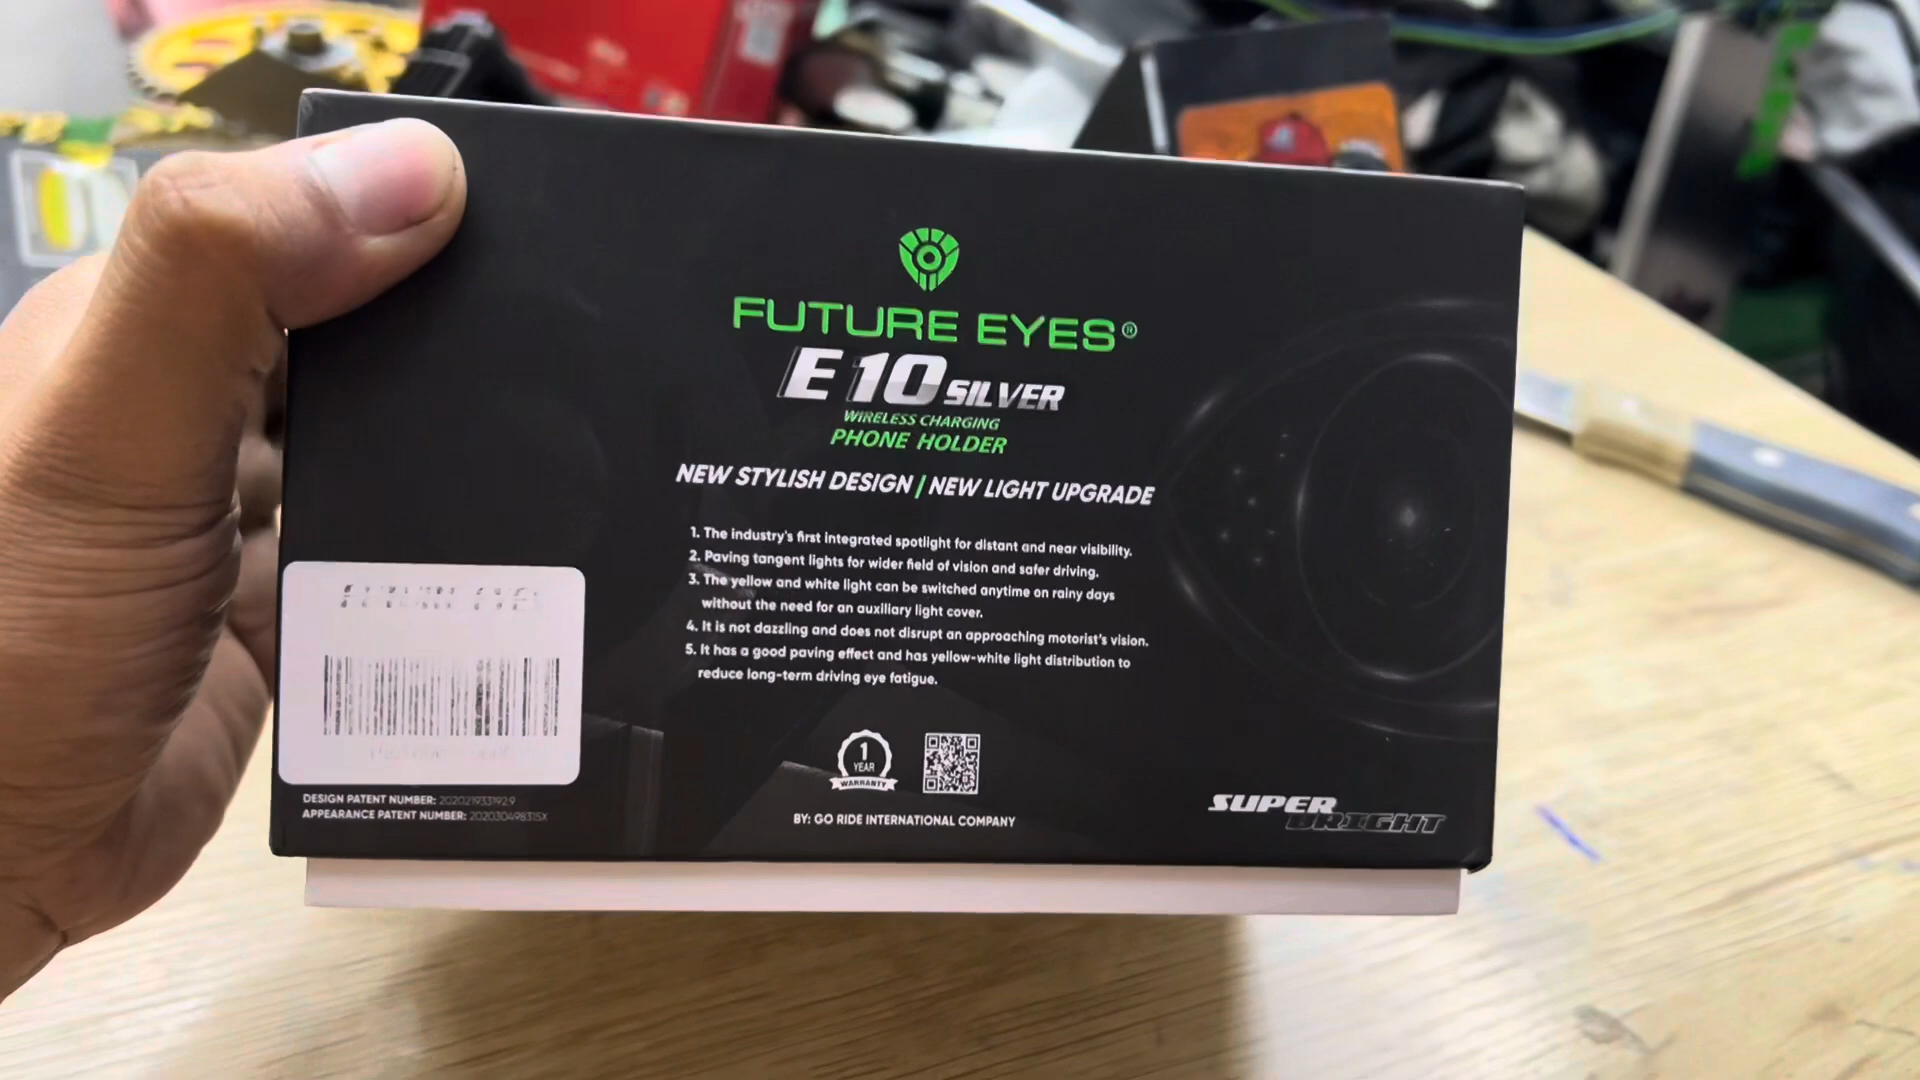 FUTURE EYES®
E10 SILVER
WIRELESS CHARGING
PHONE HOLDER
NEW STYLISH DESIGN / NEW LIGHT UPGRADE
1. The industry's first integrated spotlight for distant and near visibility.
2. Paving tangent lights for wider field of vision and safer driving.
3. The yellow and white light can be switched anytime on rainy days
without the need for an auxiliary light cover.
4. It is not dazzling and does not disrupt an approaching motorist's vision.
5. It has a good paving effect and has yellow-white light distribution to
reduce long-term driving eye fatigue.
1
YEAR
WARRANTY
DESIGN PATENT NUMBER: 202021933192.9
APPEARANCE PATENT NUMBER: 202030498315X
BY: GO RIDE INTERNATIONAL COMPANY
SUPER
BRIGHT